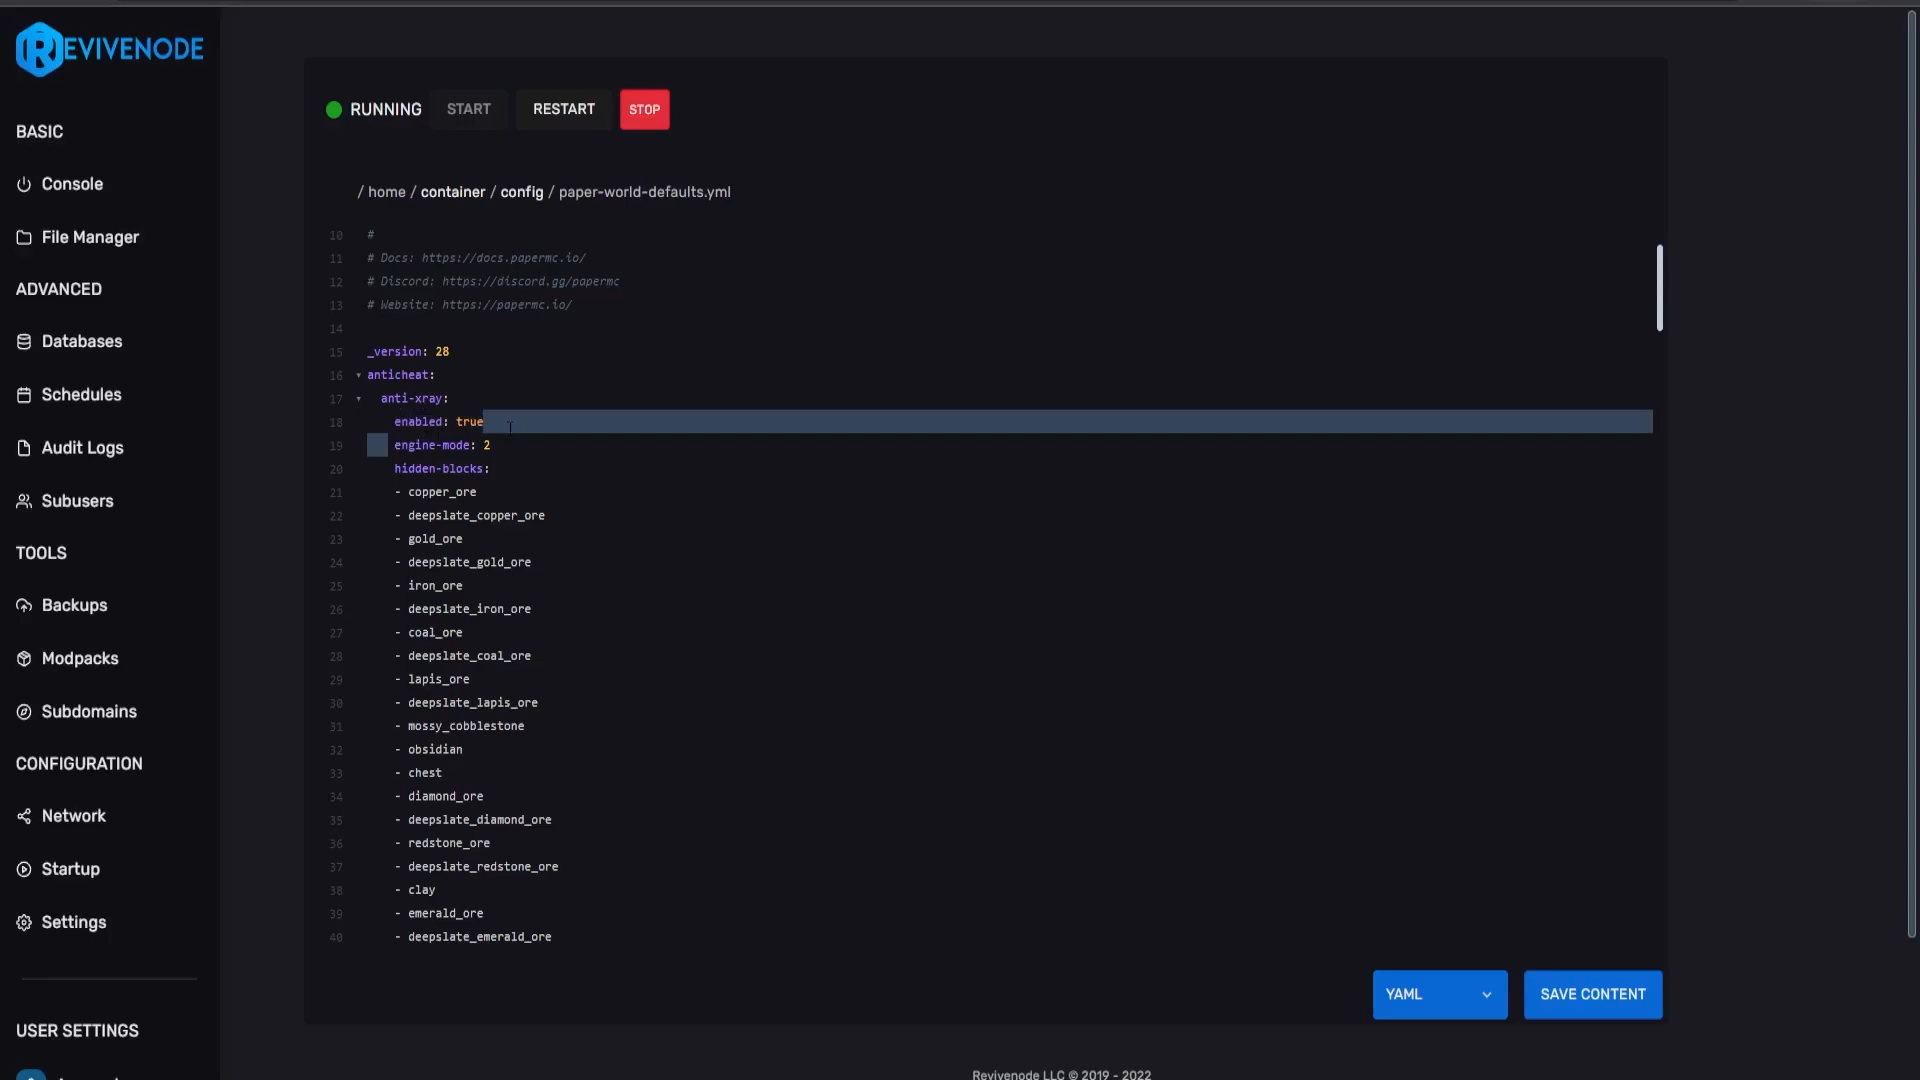 REVIVENODE
BASIC
Console
File Manager
ADVANCED
Databases
Schedules
Audit Logs
Subusers
TOOLS
Backups
Modpacks
Subdomains
CONFIGURATION
Network
Startup
Settings
USER SETTINGS
RUNNING START RESTART STOP
/ home / container / config / paper-world-defaults.yml
10 #
11 # Docs: https://docs.papermc.io/
12 # Discord: https://discord.gg/papermc
13 # Website: https://papermc.io/
14
15 _version: 28
16 anticheat:
17 anti-xray:
18 enabled: true
19 engine-mode: 2
20 hidden-blocks:
21 - copper_ore
22 - deepslate_copper_ore
23 - gold_ore
24 - deepslate_gold_ore
25 - iron_ore
26 - deepslate_iron_ore
27 - coal_ore
28 - deepslate_coal_ore
29 - lapis_ore
30 - deepslate_lapis_ore
31 - mossy_cobblestone
32 - obsidian
33 - chest
34 - diamond_ore
35 - deepslate_diamond_ore
36 - redstone_ore
37 - deepslate_redstone_ore
38 - clay
39 - emerald_ore
40 - deepslate_emerald_ore
YAML SAVE CONTENT
Revivenode LLC © 2019 - 2022